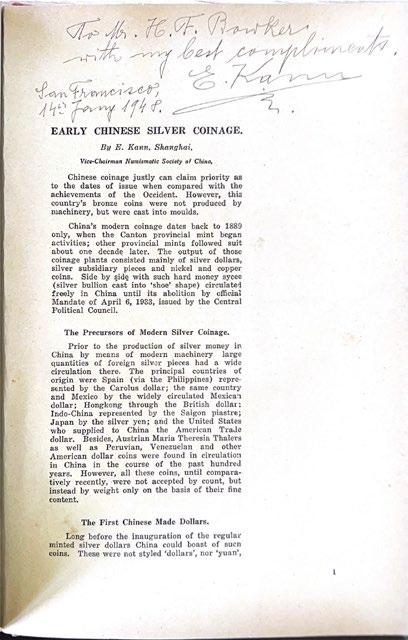 To Mr. H. F. Bowker
with my best compliments.
E. Kann
San Francisco,
14th Jany 1948.
EARLY CHINESE SILVER COINAGE.
By E. Kann, Shanghai,
Vice-Chairman Numismatic Society of China,
Chinese coinage justly can claim priority as
to the dates of issue when compared with the
achievements of the Occident. However, this
country's bronze coins were not produced by
machinery, but were cast into moulds.
China's modern coinage dates back to 1889
only, when the Canton provincial mint began
activities; other provincial mints followed suit
about one decade later. The output of those
coinage plants consisted mainly of silver dollars,
silver subsidiary pieces and nickel and copper
coins. Side by side with such hard money sycee
(silver bullion cast into 'shoe' shape) circulated
freely in China until its abolition by official
Mandate of April 6, 1933, issued by the Central
Political Council.
The Precursors of Modern Silver Coinage.
Prior to the production of silver money in
China by means of modern machinery large
quantities of foreign silver pieces had a wide
circulation there. The principal countries of
origin were Spain (via the Philippines) repre-
sented by the Carolus dollar; the same country
and Mexico by the widely circulated Mexican
dollar; Hongkong through the British dollar;
Indo-China represented by the Saigon piastre;
Japan by the silver yen; and the United States
who supplied to China the American Trade
dollar. Besides, Austrian Maria Theresia Thalers
as well as Peruvian, Venezuelan and other
American dollar coins were found in circulation
in China in the course of the past hundred
years. However, all these coins, until compara-
tively recently, were not accepted by count, but
instead by weight only on the basis of their fine
content.
The First Chinese Made Dollars.
Long before the inauguration of the regular
minted silver dollars China could boast of such
coins. These were not styled 'dollars', nor 'yuan',
1